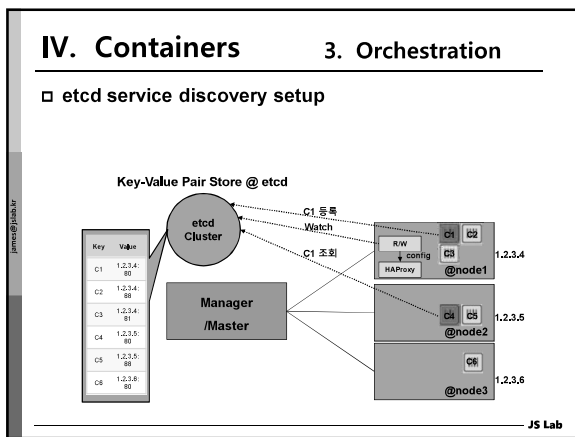 IV. Containers 3. Orchestration
etcd service discovery setup
Key-Value Pair Store @ etcd
etcd
Cluster
C1 등록
Watch
C1 조회
R/W
config
HAProxy
C1 C2
C3
@node1
1.2.3.4
Key Value
C1 1.2.3.4:
80
C2 1.2.3.4:
88
C3 1.2.3.4:
81
C4 1.2.3.5:
80
C5 1.2.3.5:
88
C6 1.2.3.6:
80
Manager
/Master
C4 C5
@node2
1.2.3.5
C6
@node3
1.2.3.6
james@jslab.kr
JS Lab